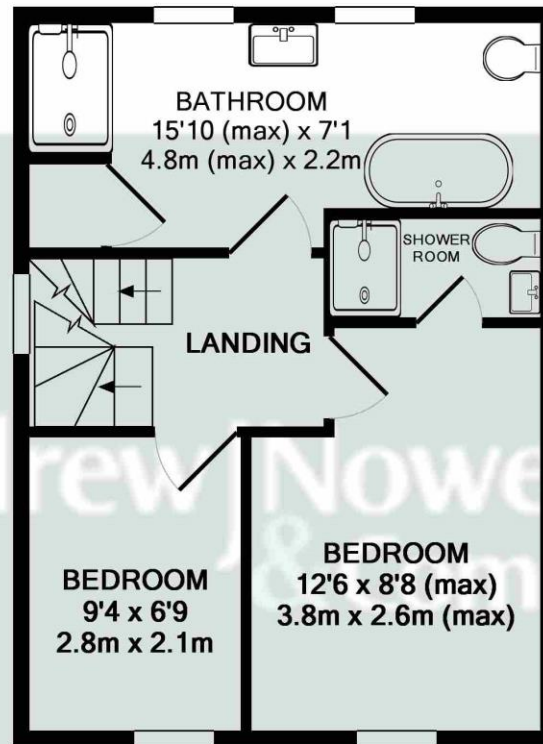 BATHROOM
15'10 (max) x 7'1
4.8m (max) x 2.2m
SHOWER
ROOM
LANDING
BEDROOM
9'4 x 6'9
2.8m x 2.1m
BEDROOM
12'6 x 8'8 (max)
3.8m x 2.6m (max)